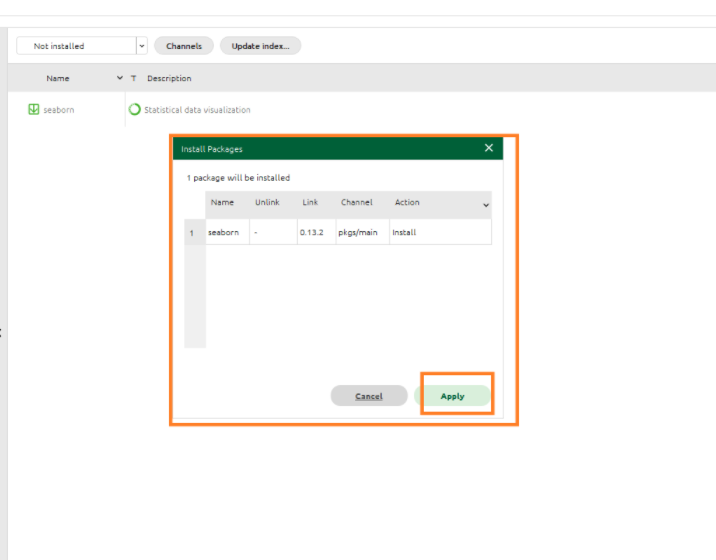 Not installed Channels Update index...
Name T Description
seaborn Statistical data visualization
Install Packages
1 package will be installed
Name Unlink Link Channel Action
1 seaborn - 0.13.2 pkgs/main Install
Cancel Apply